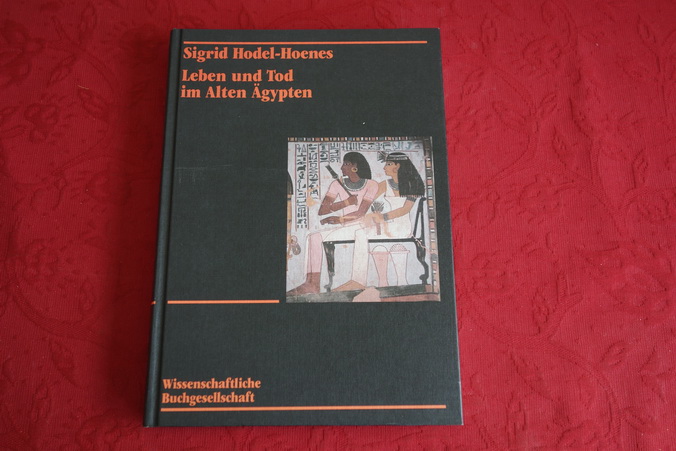 Sigrid Hodel-Hoenes
Leben und Tod
im Alten Ägypten
Wissenschaftliche
Buchgesellschaft